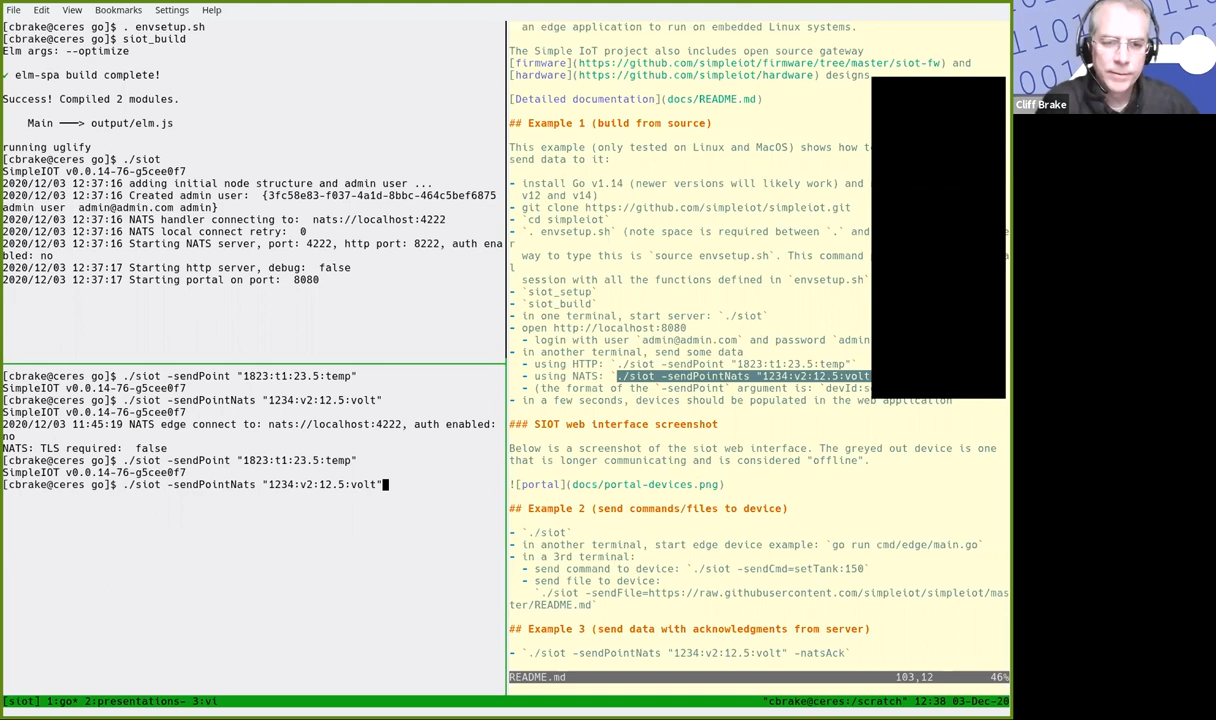 File Edit View Bookmarks Settings Help
[cbrake@ceres go]$ . envsetup.sh
[cbrake@ceres go]$ siot_build
Elm args: --optimize
✓ elm-spa build complete!
Success! Compiled 2 modules.
Main ───> output/elm.js
running uglify
[cbrake@ceres go]$ ./siot
SimpleIOT v0.0.14-76-g5cee0f7
2020/12/03 12:37:16 adding initial node structure and admin user ...
2020/12/03 12:37:16 Created admin user:  {3fc58e83-f037-4a1d-8bbc-464c5bef6875
admin user  admin@admin.com admin}
2020/12/03 12:37:16 NATS handler connecting to:  nats://localhost:4222
2020/12/03 12:37:16 NATS local connect retry:  0
2020/12/03 12:37:16 Starting NATS server, port: 4222, http port: 8222, auth ena
bled: no
2020/12/03 12:37:17 Starting http server, debug:  false
2020/12/03 12:37:17 Starting portal on port:  8080
[cbrake@ceres go]$ ./siot -sendPoint "1823:t1:23.5:temp"
SimpleIOT v0.0.14-76-g5cee0f7
[cbrake@ceres go]$ ./siot -sendPointNats "1234:v2:12.5:volt"
SimpleIOT v0.0.14-76-g5cee0f7
2020/12/03 11:45:19 NATS edge connect to: nats://localhost:4222, auth enabled:
no
NATS: TLS required:  false
[cbrake@ceres go]$ ./siot -sendPoint "1823:t1:23.5:temp"
SimpleIOT v0.0.14-76-g5cee0f7
[cbrake@ceres go]$ ./siot -sendPointNats "1234:v2:12.5:volt"
an edge application to run on embedded Linux systems.
The Simple IoT project also includes open source gateway
[firmware](https://github.com/simpleiot/firmware/tree/master/siot-fw) and
[hardware](https://github.com/simpleiot/hardware) designs
[Detailed documentation](docs/README.md)
## Example 1 (build from source)
This example (only tested on Linux and MacOS) shows how t
send data to it:
- install Go v1.14 (newer versions will likely work) and
v12 and v14)
- git clone https://github.com/simpleiot/simpleiot.git
- `cd simpleiot`
- `. envsetup.sh` (note space is required between `.` and e
r
way to type this is `source envsetup.sh`. This command a
l
session with all the functions defined in `envsetup.sh`
- `siot_setup`
- `siot_build`
- in one terminal, start server: `./siot`
- open http://localhost:8080
- login with user `admin@admin.com` and password `admin
- in another terminal, send some data
- using HTTP: `./siot -sendPoint "1823:t1:23.5:temp"`
- using NATS: `./siot -sendPointNats "1234:v2:12.5:volt
- (the format of the `-sendPoint` argument is: `devId:s
- in a few seconds, devices should be populated in the web application
### SIOT web interface screenshot
Below is a screenshot of the siot web interface. The greyed out device is one
that is longer communicating and is considered "offline".
![portal](docs/portal-devices.png)
## Example 2 (send commands/files to device)
- `./siot`
- in another terminal, start edge device example: `go run cmd/edge/main.go`
- in a 3rd terminal:
- send command to device: `./siot -sendCmd=setTank:150`
- send file to device:
`./siot -sendFile=https://raw.githubusercontent.com/simpleiot/simpleiot/mas
ter/README.md`
## Example 3 (send data with acknowledgments from server)
- `./siot -sendPointNats "1234:v2:12.5:volt" -natsAck`
README.md 103,12 46%
[siot] 1:go* 2:presentations- 3:vi "cbrake@ceres:/scratch" 12:38 03-Dec-20
Cliff Brake